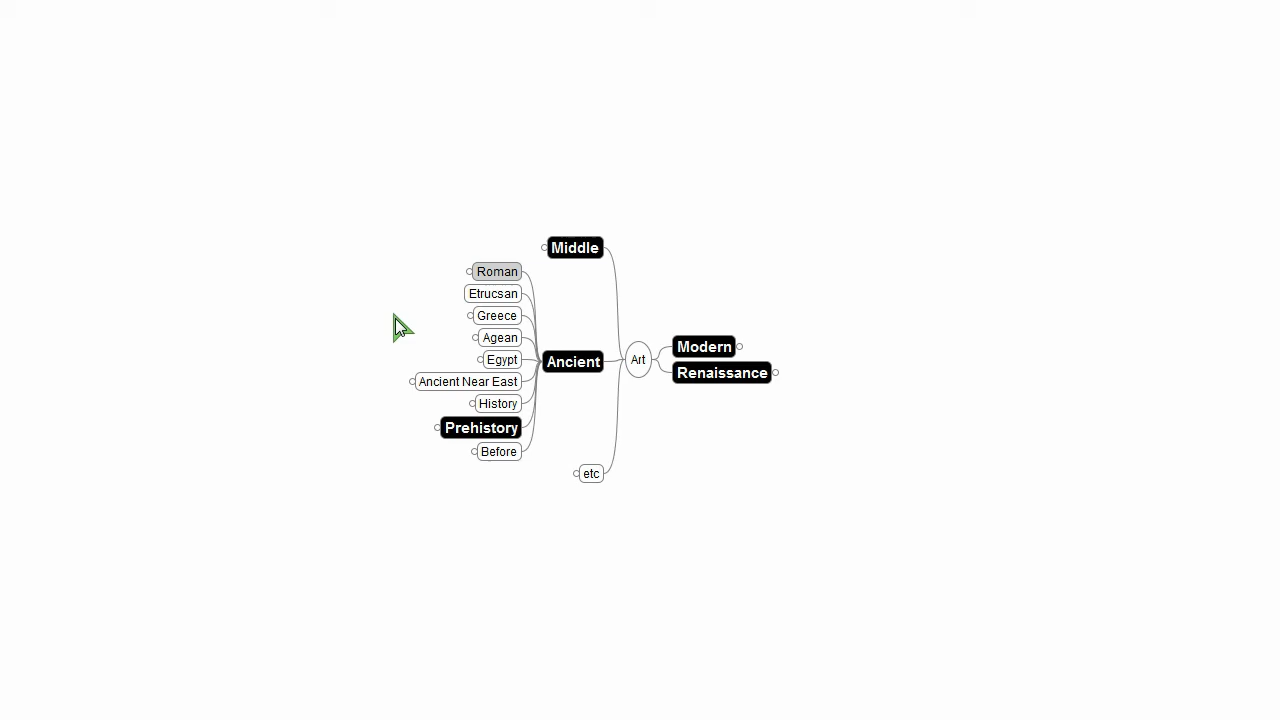 Middle
Roman
Etrucsan
Greece
Agean
Egypt
Ancient Near East
History
Prehistory
Before
Ancient
etc
Art
Modern
Renaissance